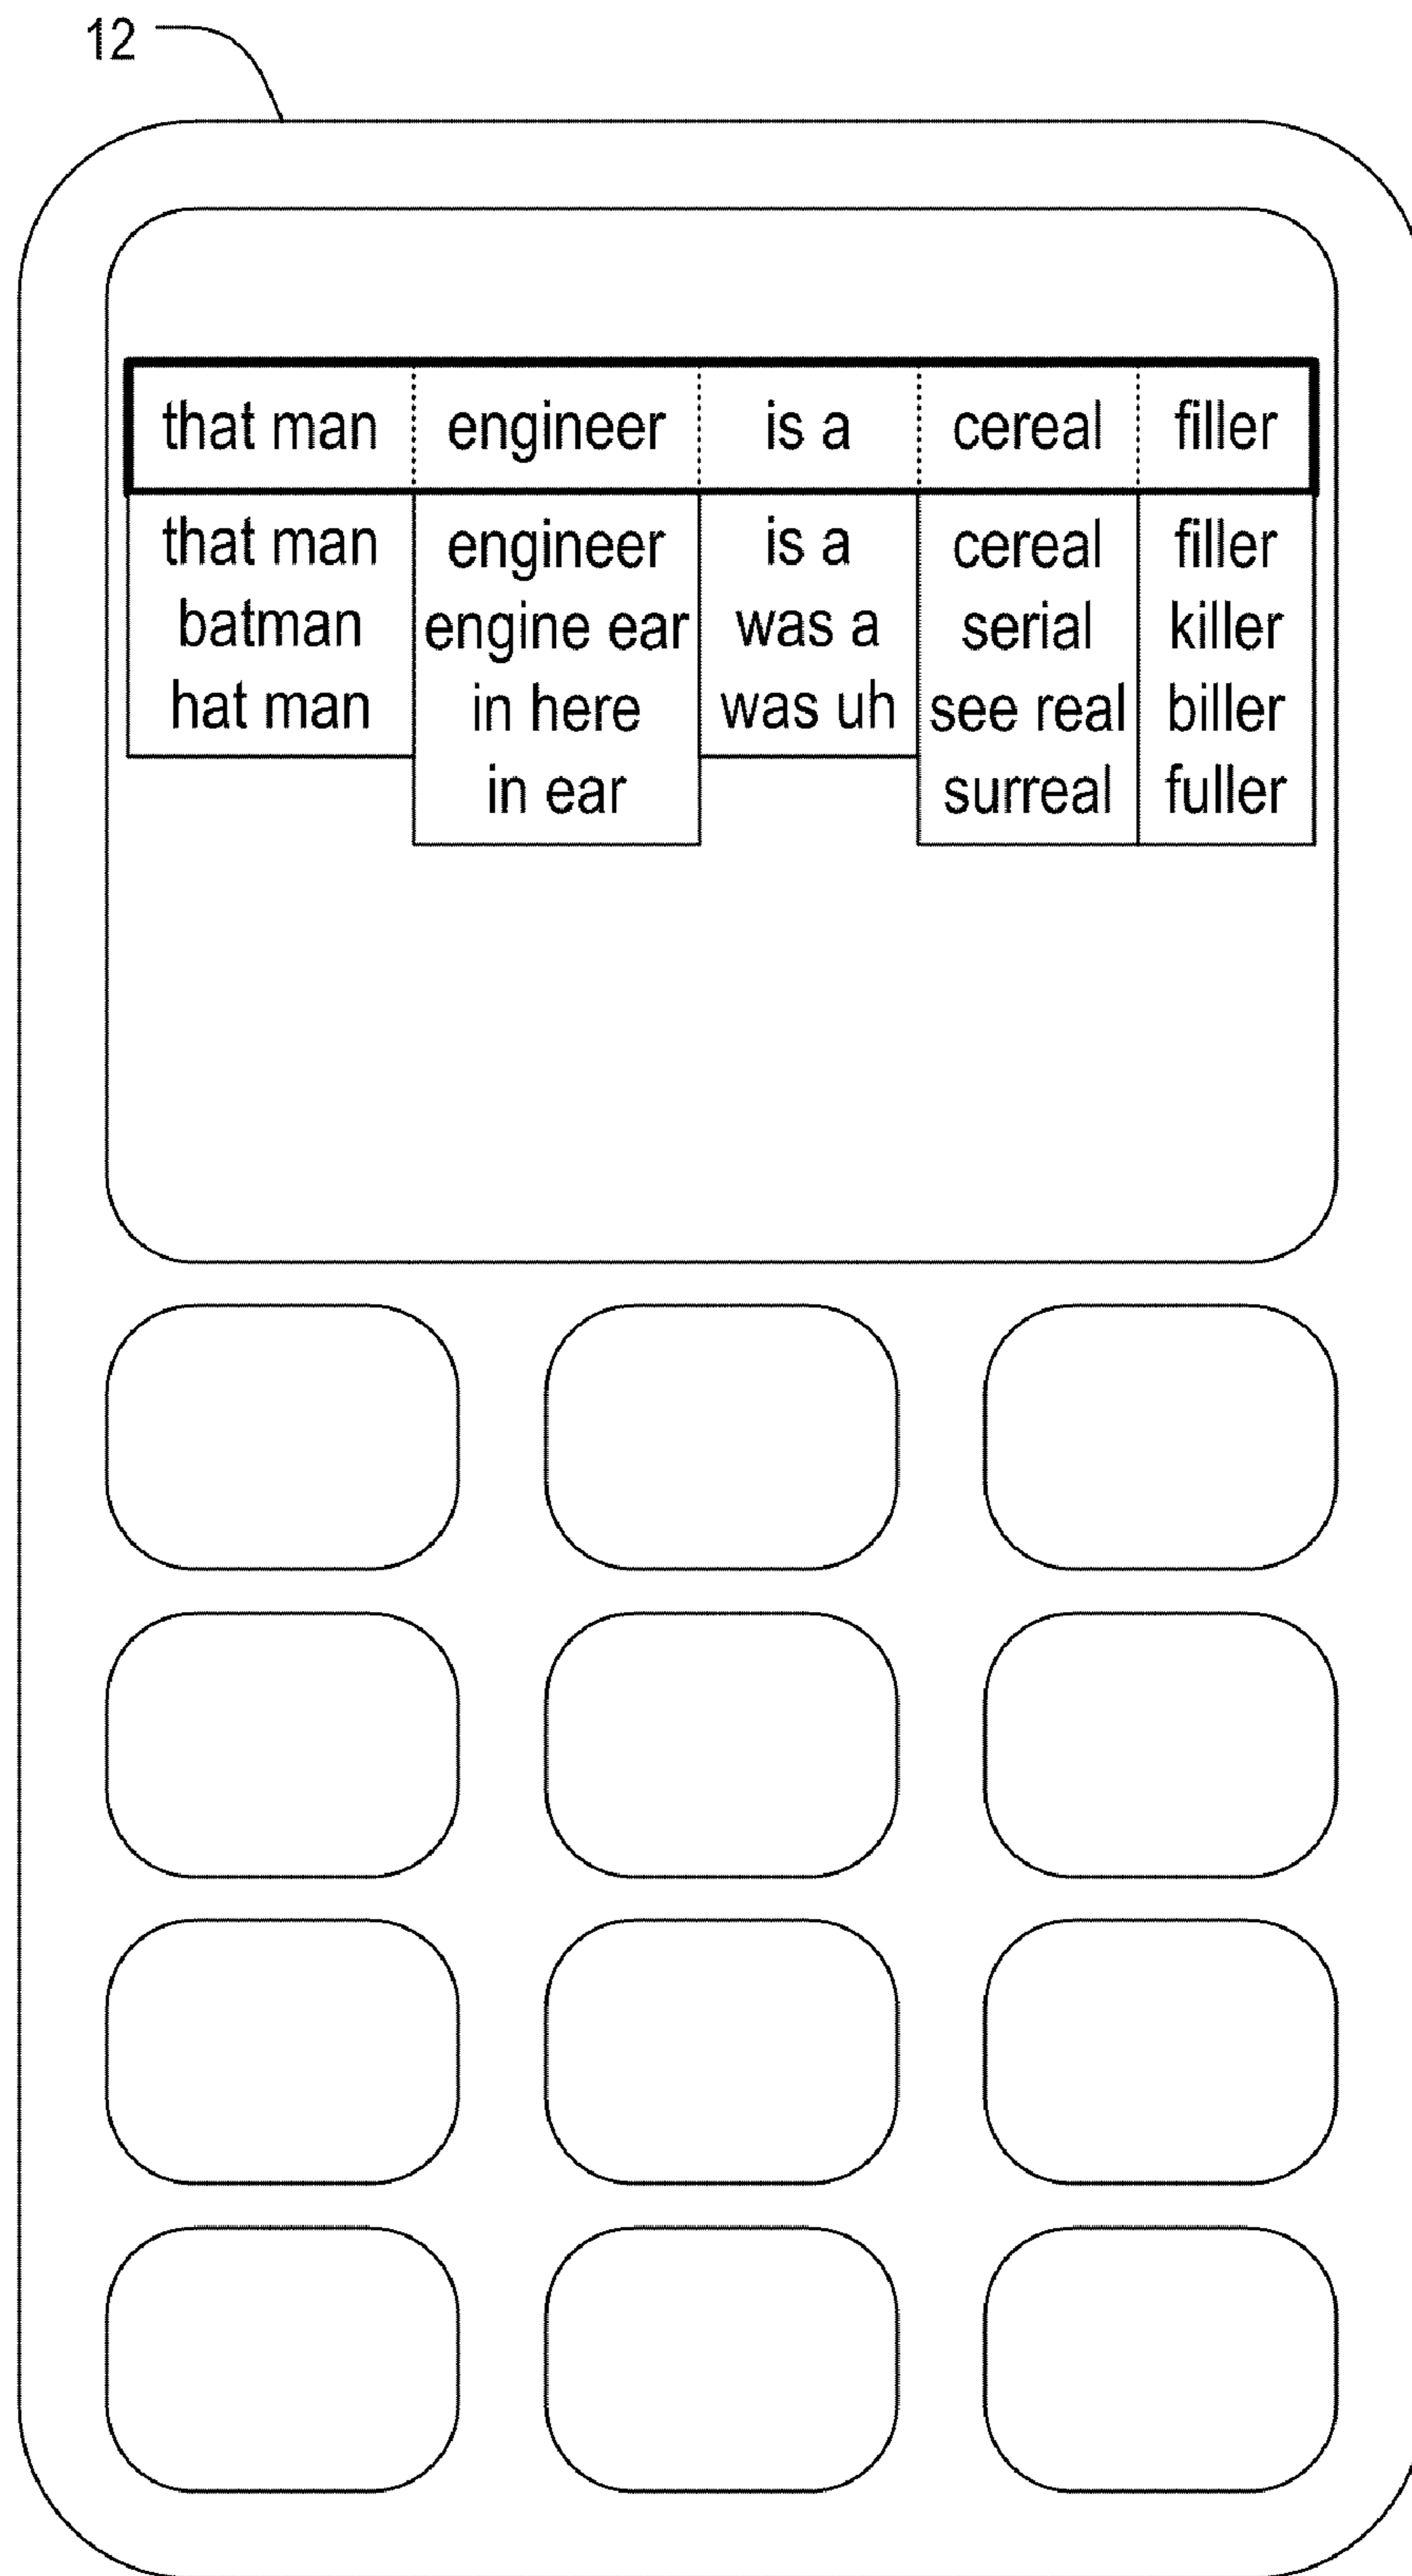 12
that man engineer is a cereal filler
that man engineer is a cereal filler
batman engine ear was a serial killer
hat man in here was uh see real biller
in ear surreal fuller